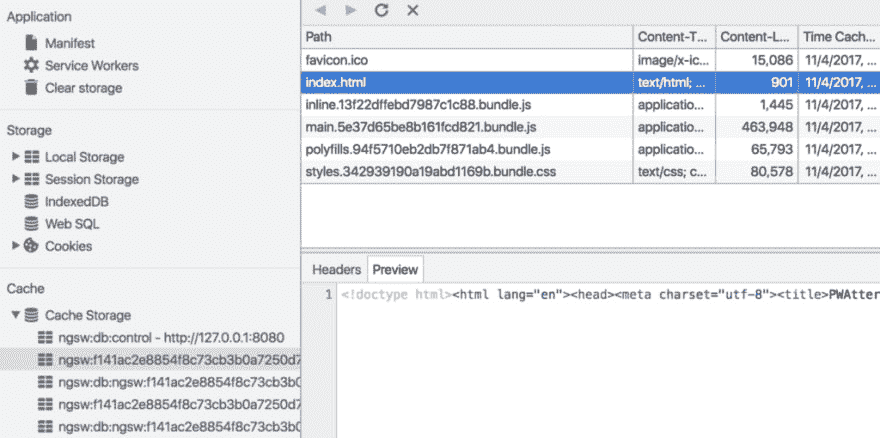 Application
Manifest
Service Workers
Clear storage
Storage
Local Storage
Session Storage
IndexedDB
Web SQL
Cookies
Cache
Cache Storage
ngsw:db:control - http://127.0.0.1:8080
ngsw:f141ac2e8854f8c73cb3b0a7250d7
ngsw:db:ngsw:f141ac2e8854f8c73cb3b0
ngsw:f141ac2e8854f8c73cb3b0a7250d7
ngsw:db:ngsw:f141ac2e8854f8c73cb3b0
Path Content-T... Content-L... Time Cach...
favicon.ico image/x-ic... 15,086 11/4/2017, ...
index.html text/html; ... 901 11/4/2017, ...
inline.13f22dffebd7987c1c88.bundle.js applicatio... 1,445 11/4/2017, ...
main.5e37d65be8b161fcd821.bundle.js applicatio... 463,948 11/4/2017, ...
polyfills.94f5710eb2db7f871ab4.bundle.js applicatio... 65,793 11/4/2017, ...
styles.342939190a19abd1169b.bundle.css text/css; c... 80,578 11/4/2017, ...
Headers Preview
1 <!doctype html><html lang="en"><head><meta charset="utf-8"><title>PWAtter